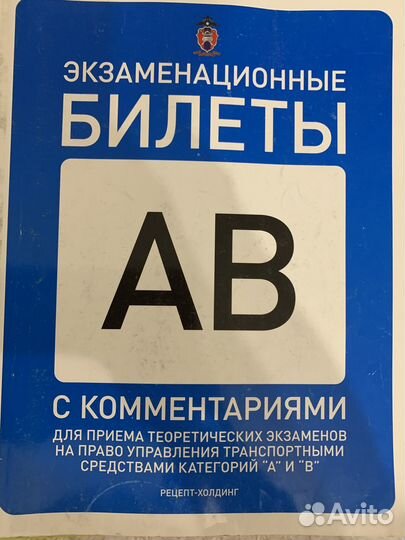 ЭКЗАМЕНАЦИОННЫЕ
БИЛЕТЫ
АВ
С КОММЕНТАРИЯМИ
ДЛЯ ПРИЕМА ТЕОРЕТИЧЕСКИХ ЭКЗАМЕНОВ
НА ПРАВО УПРАВЛЕНИЯ ТРАНСПОРТНЫМИ
СРЕДСТВАМИ КАТЕГОРИЙ "А" И "В"
РЕЦЕПТ-ХОЛДИНГ
Avito